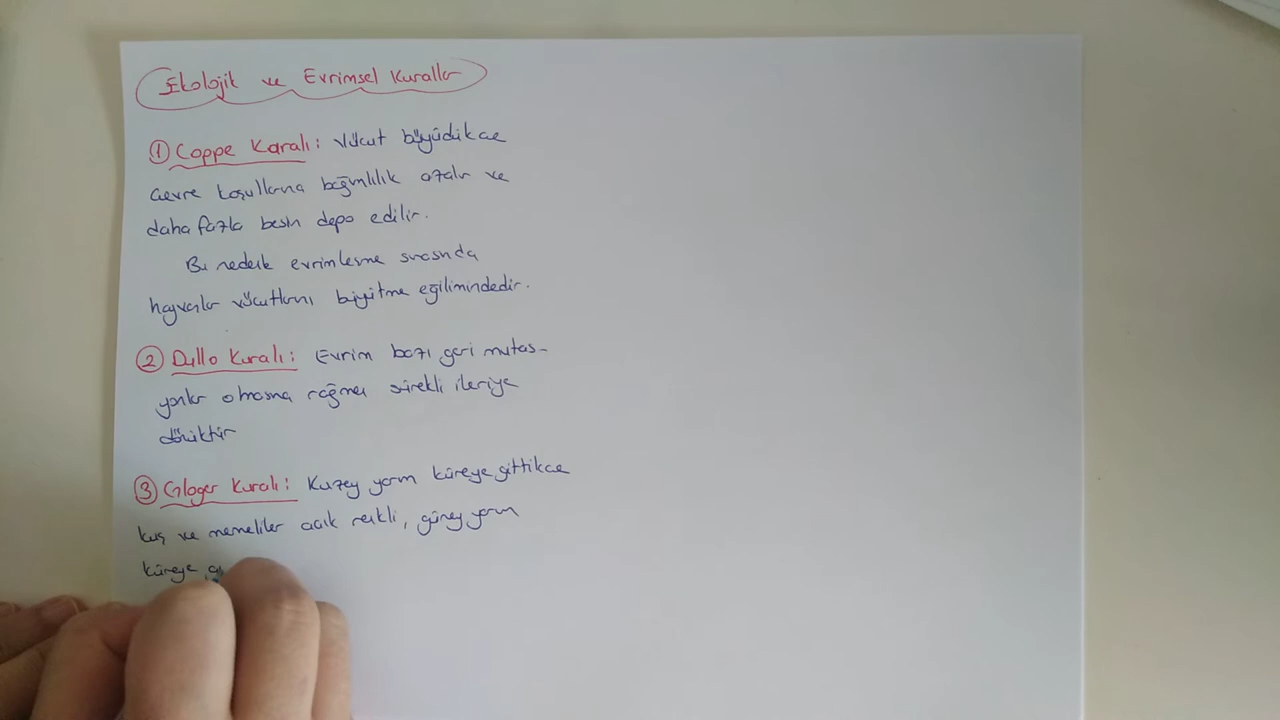 Ekolojik ve Evrimsel Kurallar
① Coppe Kuralı: Vücut büyüdükçe
çevre koşullarına bağımlılık azalır ve
daha fazla besin depo edilir.
Bu nedenle evrimleşme sırasında
hayvanlar vücutlarını büyütme eğilimindedir.
② Dollo Kuralı: Evrim bazı geri mutas-
yonlar olmasına rağmen sürekli ileriye
dönüktür
③ Gloger Kuralı: Kuzey yarım küreye gittikçe
kuş ve memeliler açık renkli, güney yarım
küreye